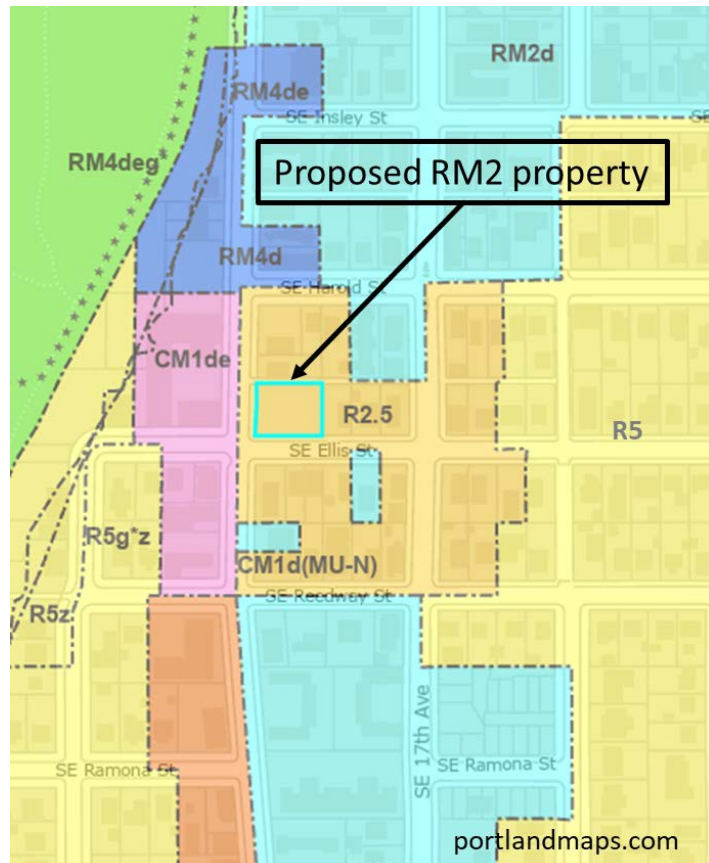 RM2d
RM4de
SE Insley St
SE
RM4deg
Proposed RM2 property
RM4d
SE Harold St
CM1de
R2.5
R5
SE Ellis St
R5g*z
CM1d(MU-N)
SE Reedway St
R5z
SE 17th Ave
SE Ramona St
SE Ramona St
portlandmaps.com